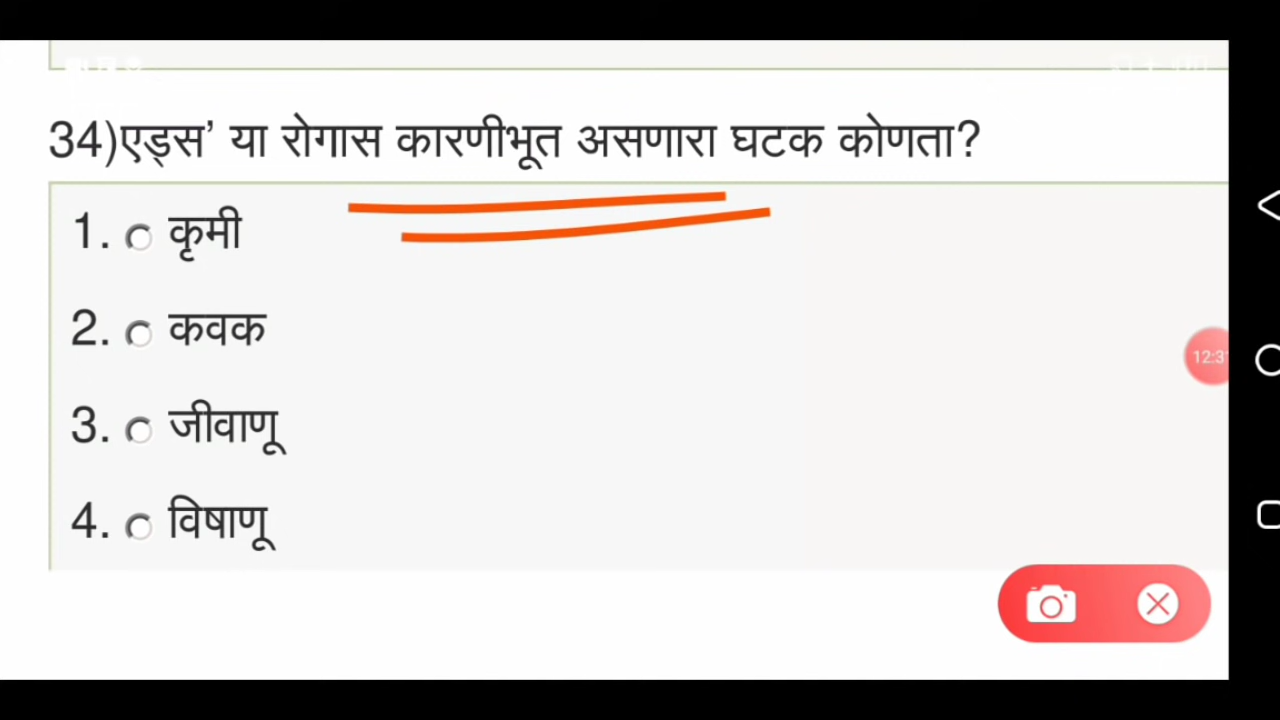 34)एड्स’ या रोगास कारणीभूत असणारा घटक कोणता?
1. कृमी
2. कवक
3. जीवाणू
4. विषाणू